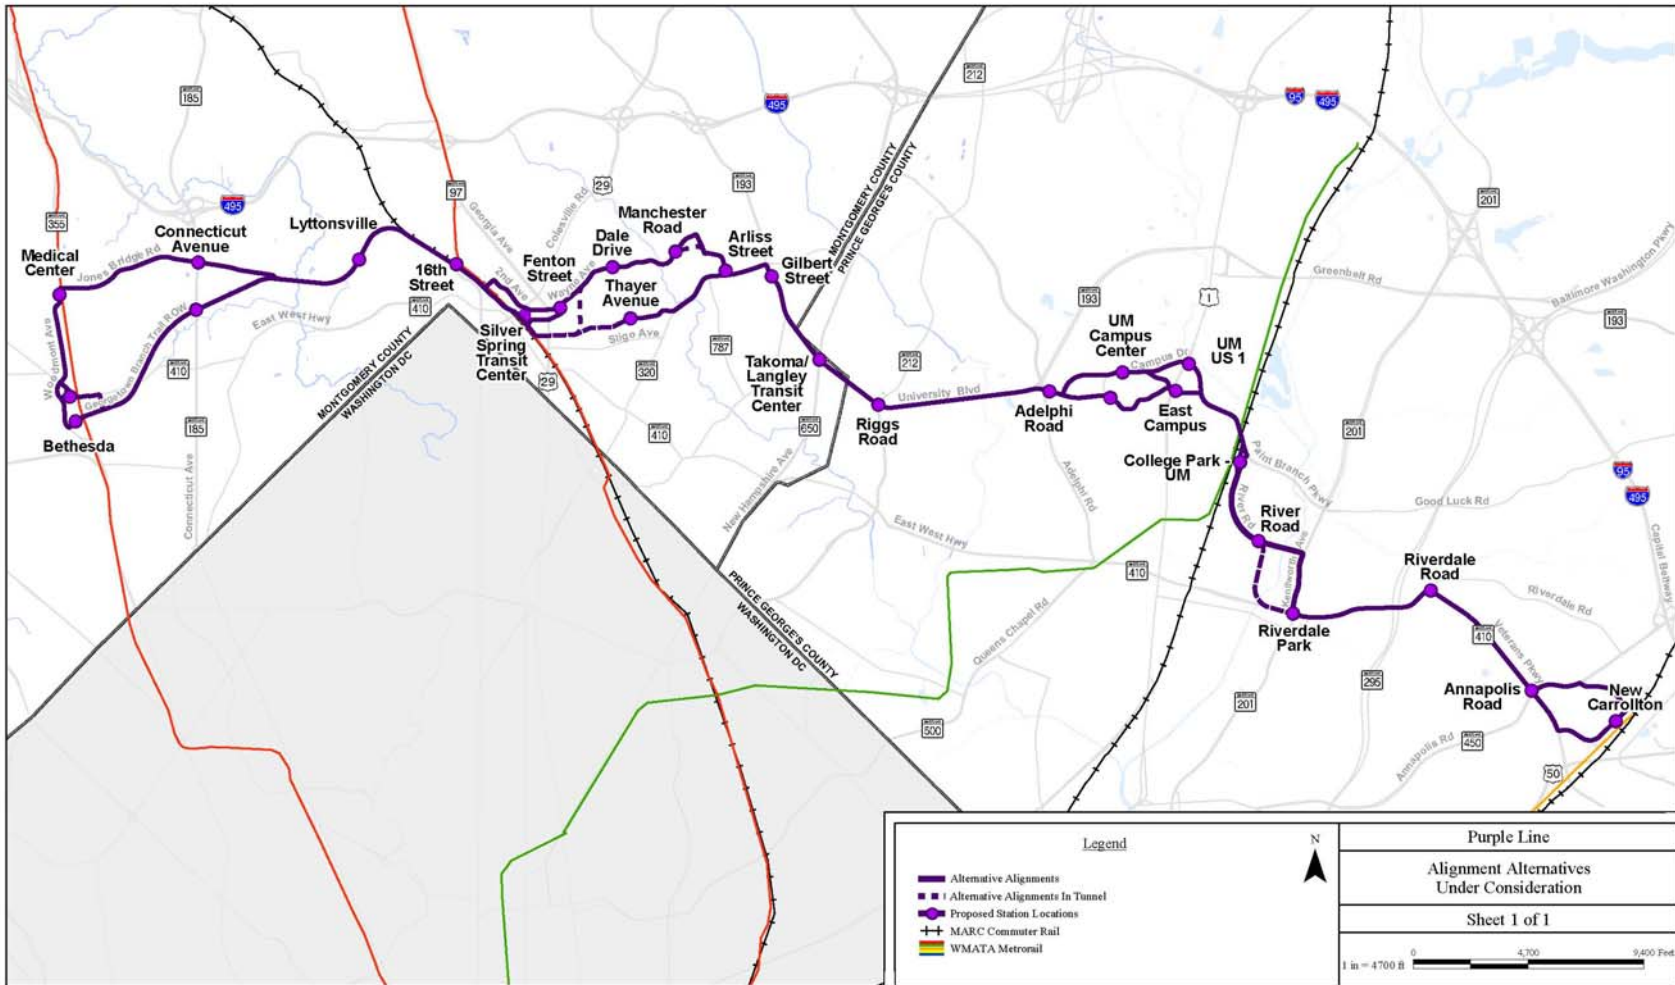 185
212
495
95
495
MONTGOMERY COUNTY
PRINCE GEORGE'S COUNTY
97
29
193
201
355
495
Georgia Ave
Colesville Rd
Manchester
Road
Connecticut
Avenue
Lyttonsville
Medical
Center
Jones Bridge Rd
Dale
Drive
Arliss
Street
Fenton
Street
Wayne Ave
2nd Ave
16th
Street
Gilbert
Street
Greenbelt Rd
Baltimore Washington Pkwy
Thayer
Avenue
193
1
193
410
East West Hwy
Georgetown Branch Trail ROW
Woodmont Ave
Sligo Ave
Silver
Spring
Transit
Center
UM
Campus
Center
UM
US 1
Campus Dr
787
212
410
320
29
Takoma/
Langley
Transit
Center
University Blvd
MONTGOMERY COUNTY
WASHINGTON DC
Bethesda
185
410
650
Riggs
Road
Adelphi
Road
East
Campus
201
Connecticut Ave
New Hampshire Ave
Adelphi Rd
College Park -
UM
Paint Branch Pkwy
95
495
Good Luck Rd
River Rd
River
Road
East West Hwy
Kenilworth Ave
Capital Beltway
410
Riverdale
Road
Riverdale Rd
PRINCE GEORGE'S COUNTY
WASHINGTON DC
Queens Chapel Rd
Riverdale
Park
410
Veterans Pkwy
295
201
Annapolis
Road
New
Carrollton
500
Annapolis Rd
450
50
Legend
Alternative Alignments
Alternative Alignments In Tunnel
Proposed Station Locations
MARC Commuter Rail
WMATA Metrorail
N
Purple Line
Alignment Alternatives
Under Consideration
Sheet 1 of 1
0 4,700 9,400 Feet
1 in = 4700 ft